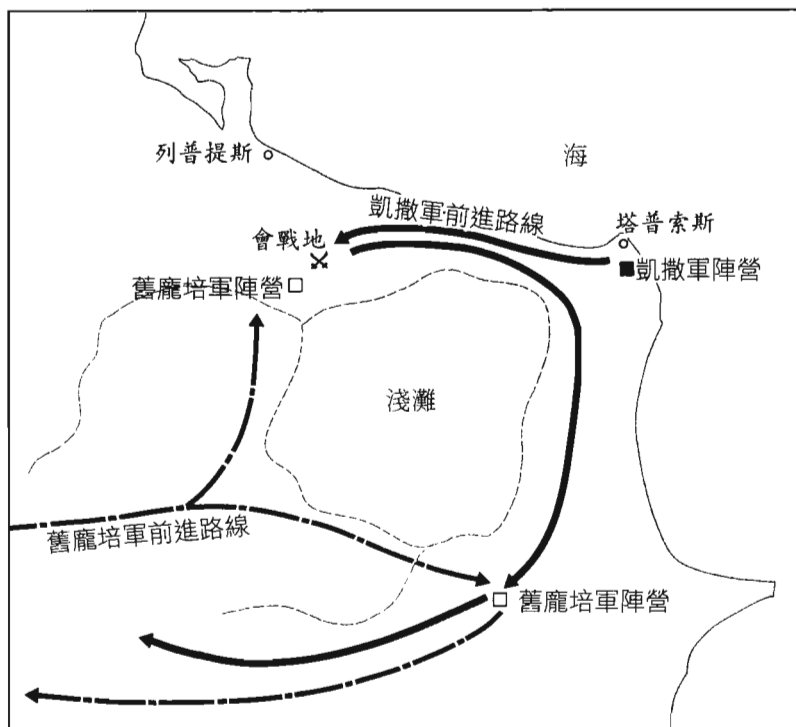 列普提斯
海
凱撒軍前進路線
塔普索斯
會戰地
凱撒軍陣營
舊龐培軍陣營
淺灘
舊龐培軍前進路線
舊龐培軍陣營